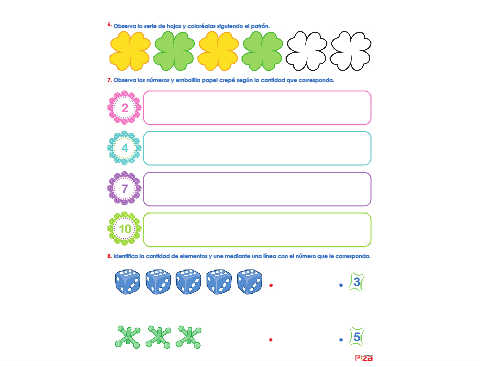 6. Observa la serie de hojas y coloréalas siguiendo el patrón.
7. Observa los números y embolilla papel crepé según la cantidad que corresponda.
2
4
7
10
8. Identifica la cantidad de elementos y une mediante una línea con el número que le corresponda.
3
5